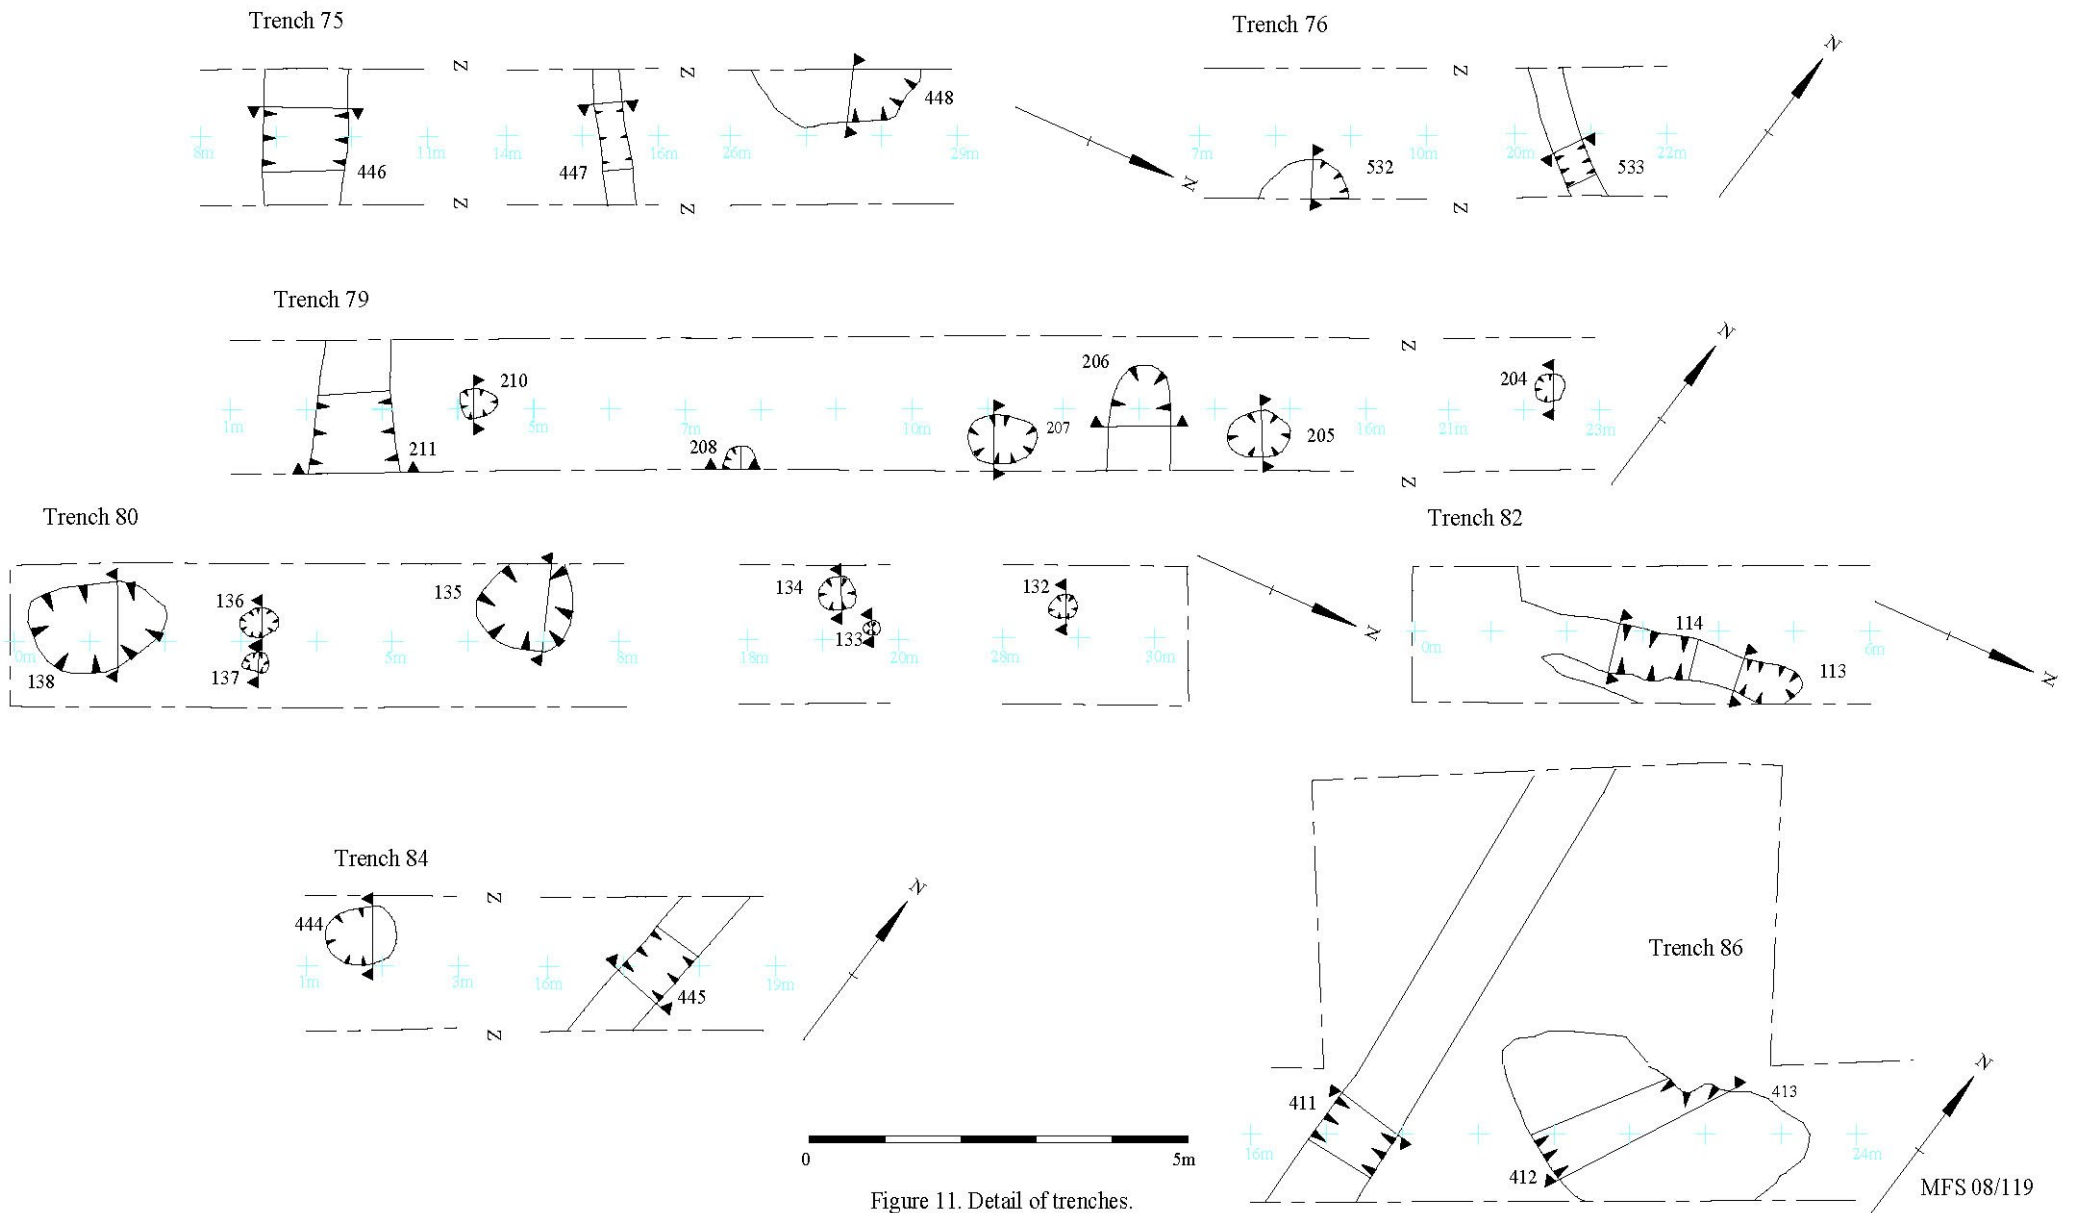 Trench 75
Z
Z
448
8m
11m
14m
16m
26m
29m
446
447
Z
Z
N
Trench 76
Z
7m
10m
20m
22m
532
533
Z
N
Trench 79
Z
206
210
204
1m
5m
7m
10m
16m
21m
23m
207
205
208
211
Z
N
Trench 80
136
135
134
132
133
0m
5m
8m
18m
20m
28m
30m
137
138
N
Trench 82
114
0m
6m
113
N
Trench 84
Z
444
1m
3m
16m
19m
445
Z
N
Trench 86
411
413
16m
24m
412
N
0 5m
Figure 11. Detail of trenches.
MFS 08/119